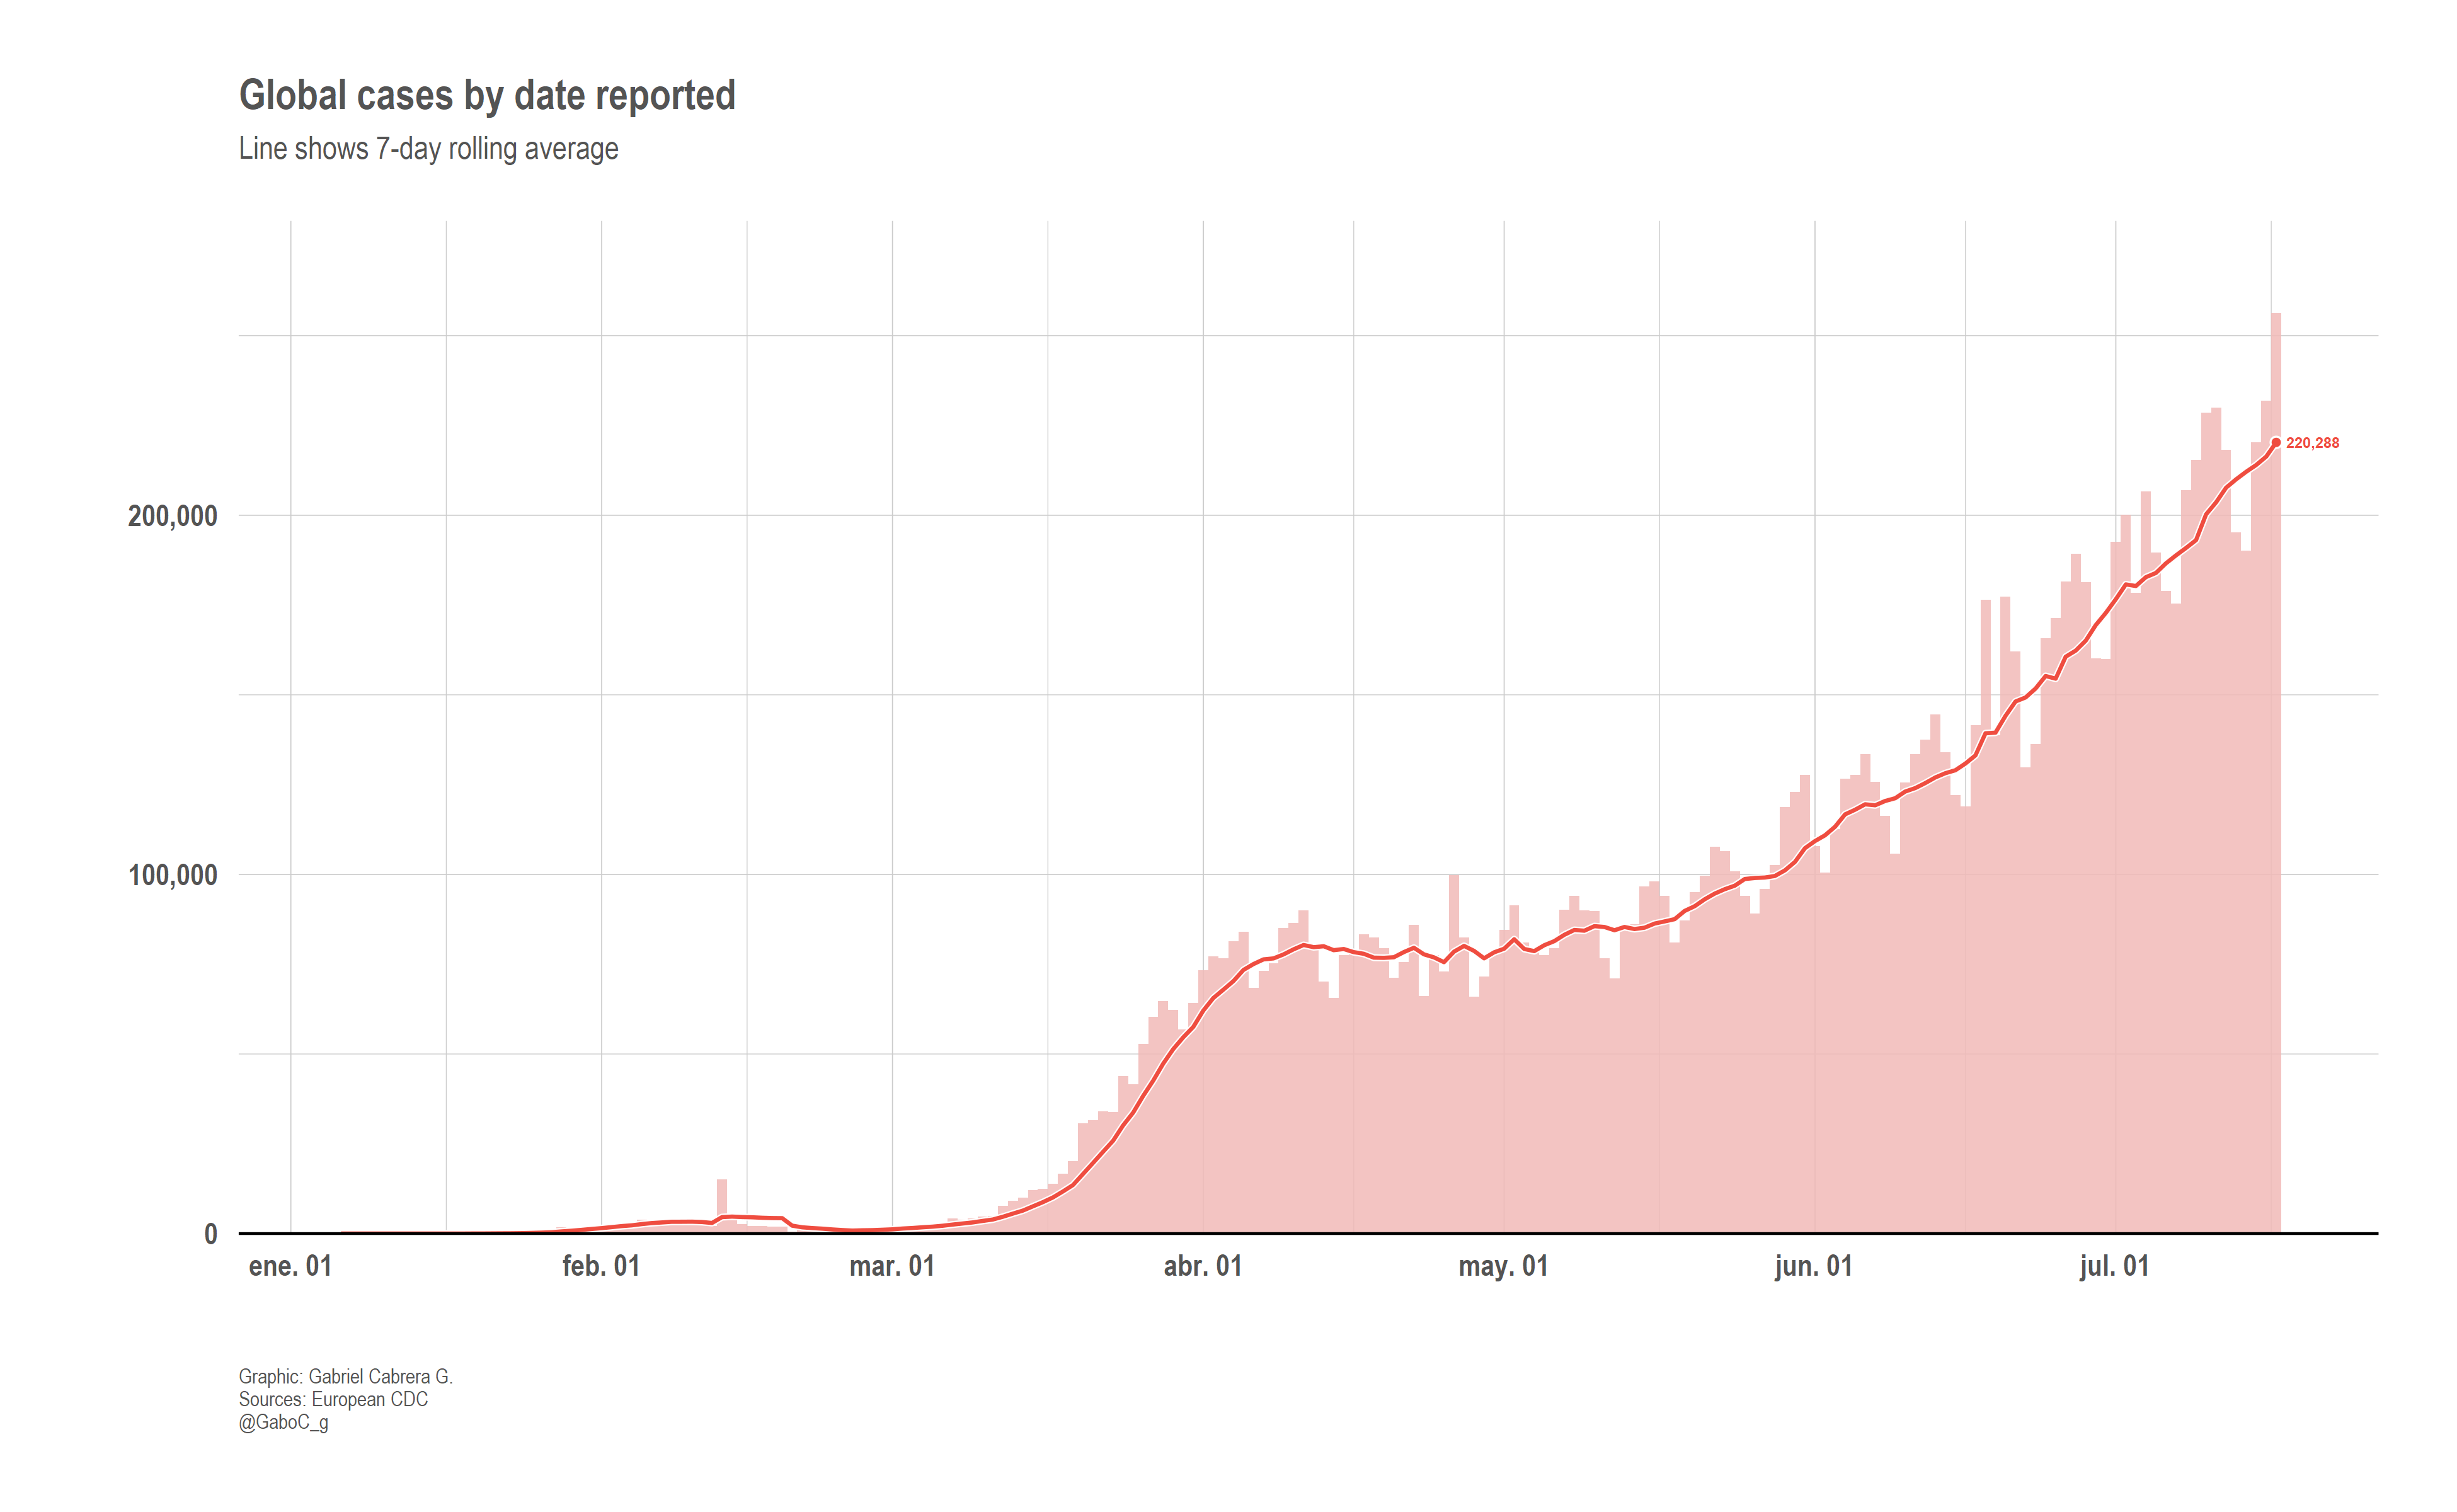 Global cases by date reported
Line shows 7-day rolling average
220,288
200,000
100,000
0
ene. 01 feb. 01 mar. 01 abr. 01 may. 01 jun. 01 jul. 01
Graphic: Gabriel Cabrera G.
Sources: European CDC
@GaboC_g